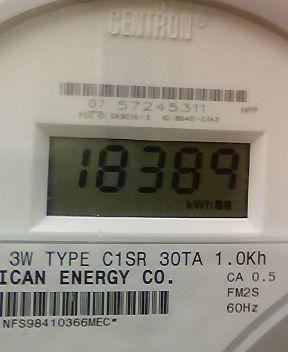 CENTRON®
07 57245311 HPP
18389
kWh
3W TYPE C1SR 30TA 1.0Kh
ICAN ENERGY CO. CA 0.5
FM2S
60Hz
NFS98410366MEC*